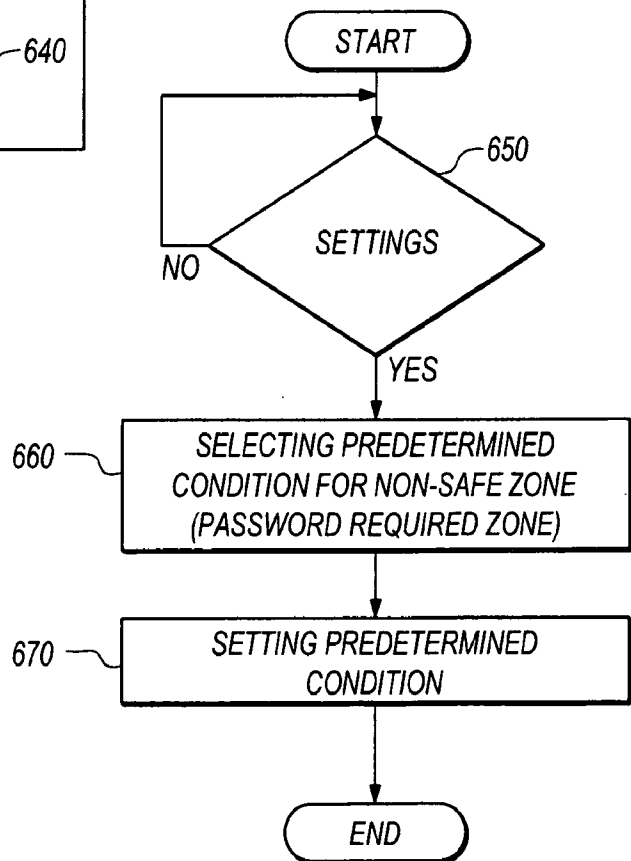 640
START
650
SETTINGS
NO
YES
660
SELECTING PREDETERMINED
CONDITION FOR NON-SAFE ZONE
(PASSWORD REQUIRED ZONE)
670
SETTING PREDETERMINED
CONDITION
END